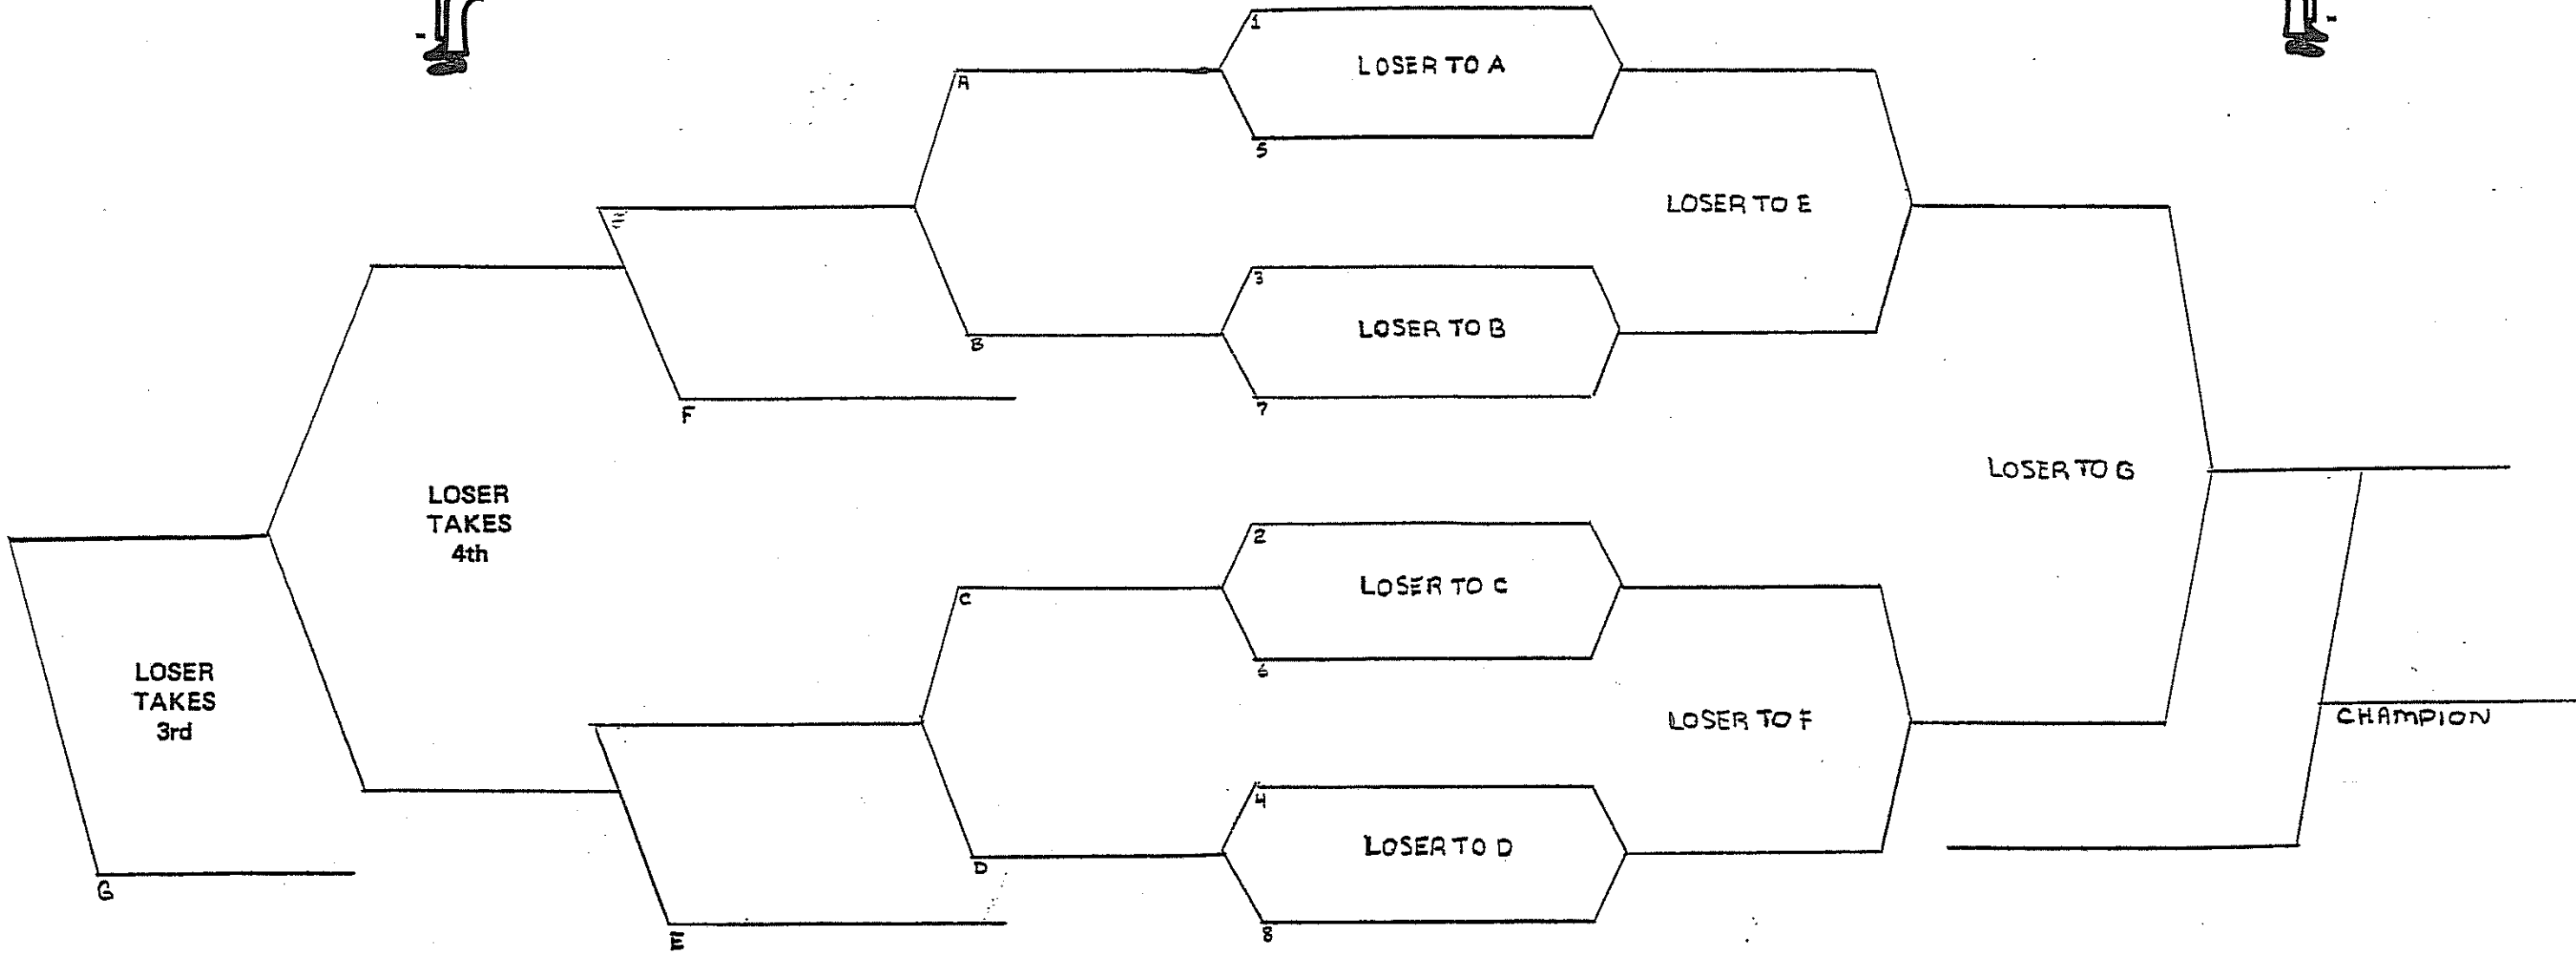 1
LOSER TO A
A
5
LOSER TO E
E
3
LOSER TO B
B
7
F
LOSER TO G
LOSER
TAKES
4th
2
LOSER TO C
C
6
LOSER
TAKES
3rd
LOSER TO F
CHAMPION
4
LOSER TO D
D
8
G
E